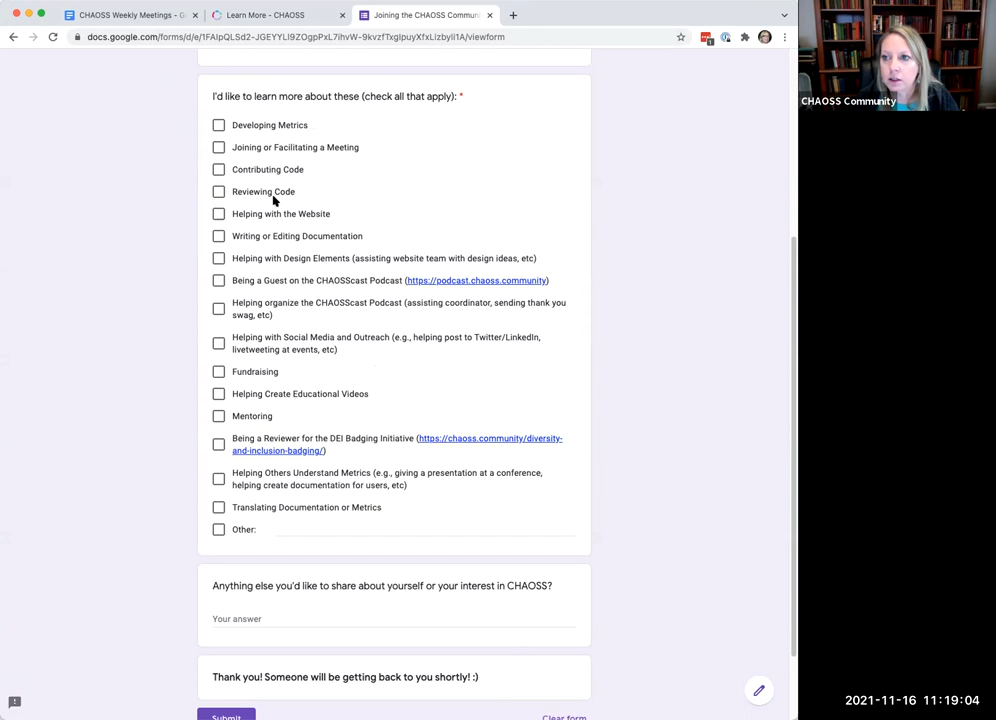 CHAOSS Weekly Meetings - G
Learn More - CHAOSS
Joining the CHAOSS Commun
docs.google.com/forms/d/e/1FAIpQLSd2-JGEYYLI9ZOgpPxL7ihvW-9kvzfTxgIpuyXfxLizbyIi1A/viewform
1
I'd like to learn more about these (check all that apply): *
Developing Metrics
Joining or Facilitating a Meeting
Contributing Code
Reviewing Code
Helping with the Website
Writing or Editing Documentation
Helping with Design Elements (assisting website team with design ideas, etc)
Being a Guest on the CHAOSScast Podcast (https://podcast.chaoss.community)
Helping organize the CHAOSScast Podcast (assisting coordinator, sending thank you
swag, etc)
Helping with Social Media and Outreach (e.g., helping post to Twitter/LinkedIn,
livetweeting at events, etc)
Fundraising
Helping Create Educational Videos
Mentoring
Being a Reviewer for the DEI Badging Initiative (https://chaoss.community/diversity-
and-inclusion-badging/)
Helping Others Understand Metrics (e.g., giving a presentation at a conference,
helping create documentation for users, etc)
Translating Documentation or Metrics
Other:
Anything else you'd like to share about yourself or your interest in CHAOSS?
Your answer
Thank you! Someone will be getting back to you shortly! :)
Submit
Clear form
CHAOSS Community
2021-11-16 11:19:04